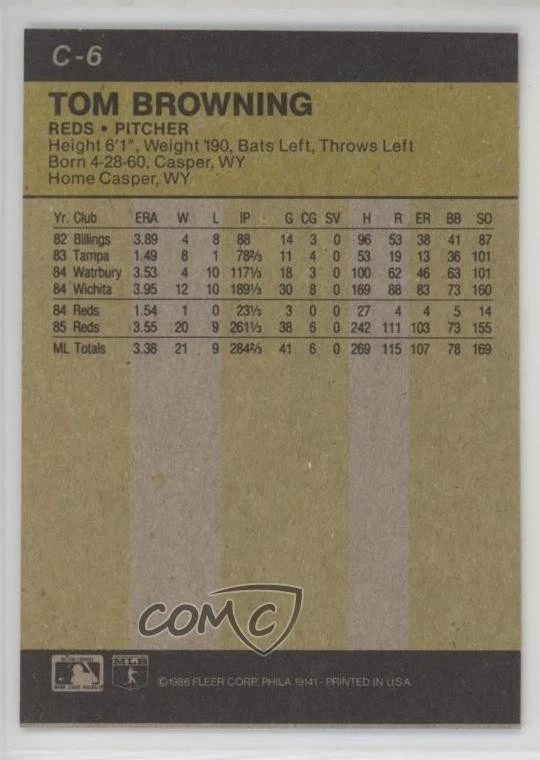 C-6
TOM BROWNING
REDS • PITCHER
Height 6'1", Weight 190, Bats Left, Throws Left
Born 4-28-60, Casper, WY
Home Casper, WY
Yr. Club ERA W L IP G CG SV H R ER BB SO
82 Billings 3.89 4 8 88 14 3 0 96 53 38 41 87
83 Tampa 1.49 8 1 78⅔ 11 4 0 53 19 13 36 101
84 Watrbury 3.53 4 10 117⅓ 18 3 0 100 62 46 63 101
84 Wichita 3.95 12 10 189⅓ 30 8 0 169 88 83 73 160
84 Reds 1.54 1 0 23⅓ 3 0 0 27 4 4 5 14
85 Reds 3.55 20 9 261⅓ 38 6 0 242 111 103 73 155
ML Totals 3.38 21 9 284⅔ 41 6 0 269 115 107 78 169
COMC
MLB
©1986 FLEER CORP. PHILA 19141 - PRINTED IN U.S.A.